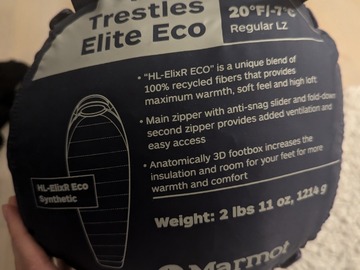 Trestles
Elite Eco
20°F/-7°C
Regular LZ
• "HL-ElixR ECO" is a unique blend of
100% recycled fibers that provides
maximum warmth, soft feel and high loft
• Main zipper with anti-snag slider and fold-down
second zipper provides added ventilation and
easy access
• Anatomically 3D footbox increases the
insulation and room for your feet for more
warmth and comfort
HL-ElixR Eco
Synthetic
Weight: 2 lbs 11 oz, 1214 g
Marmot